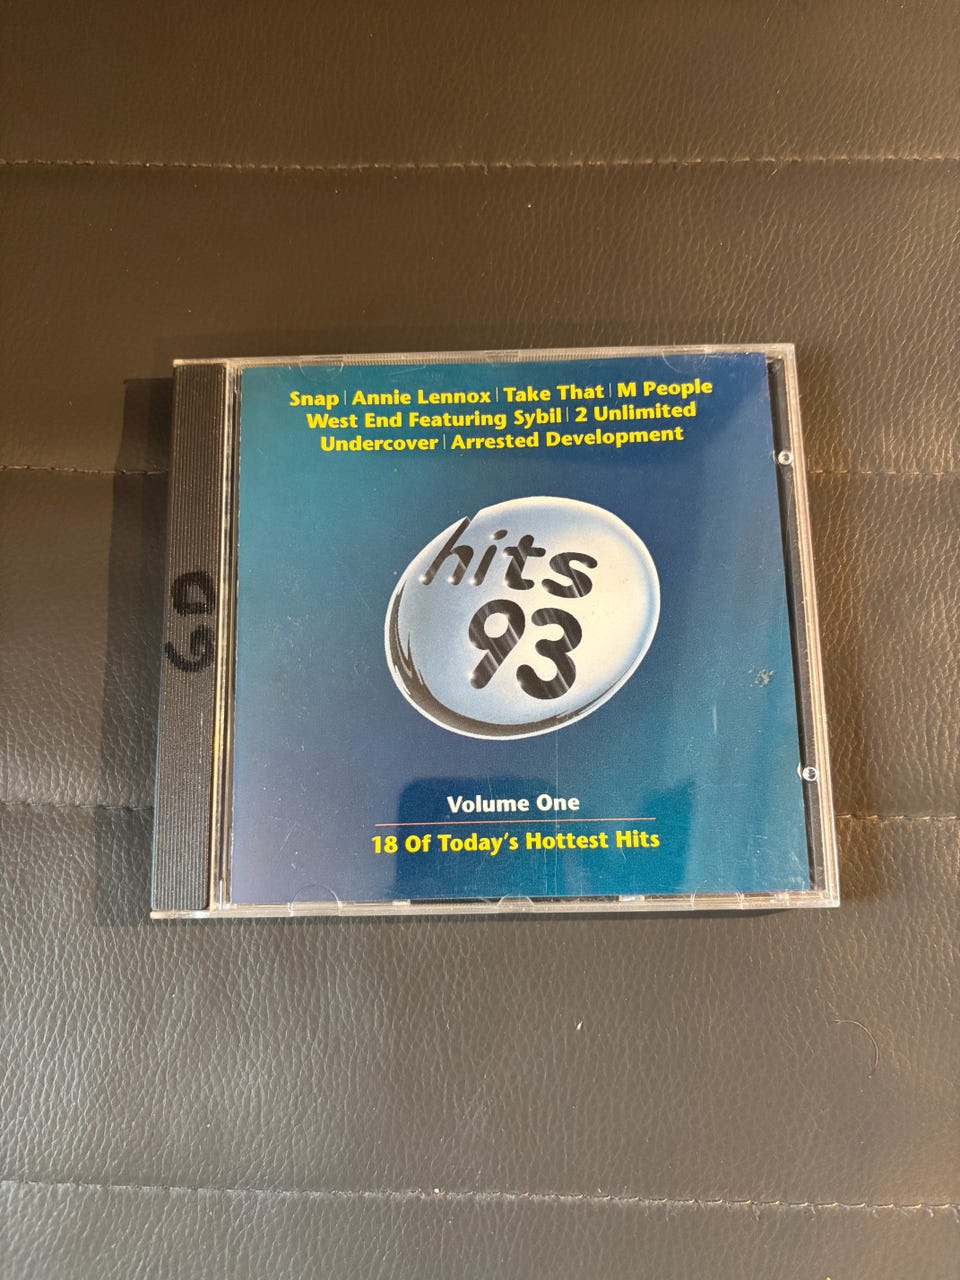 Snap | Annie Lennox | Take That | M People
West End Featuring Sybil | 2 Unlimited
Undercover | Arrested Development
hits
93
Volume One
18 Of Today's Hottest Hits